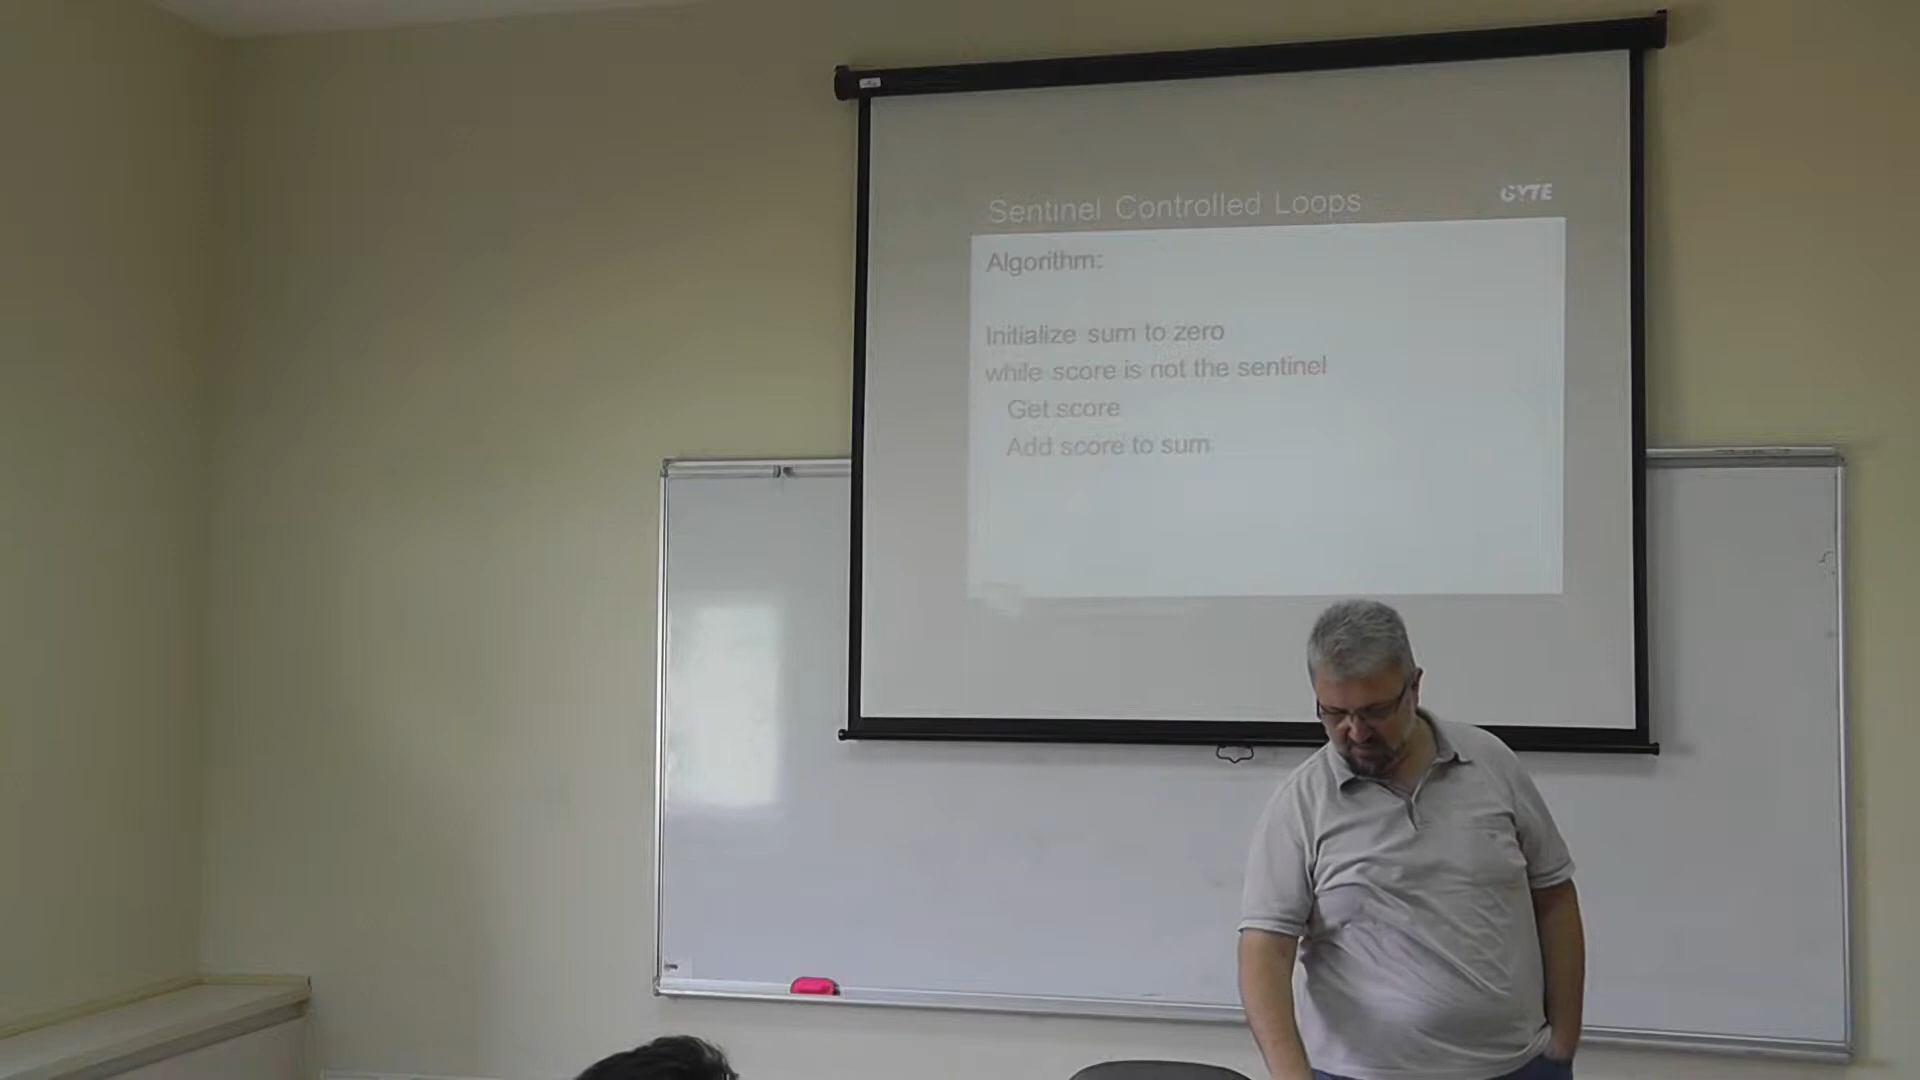 Sentinel Controlled Loops
GYTE
Algorithm:
Initialize sum to zero
while score is not the sentinel
Get score
Add score to sum